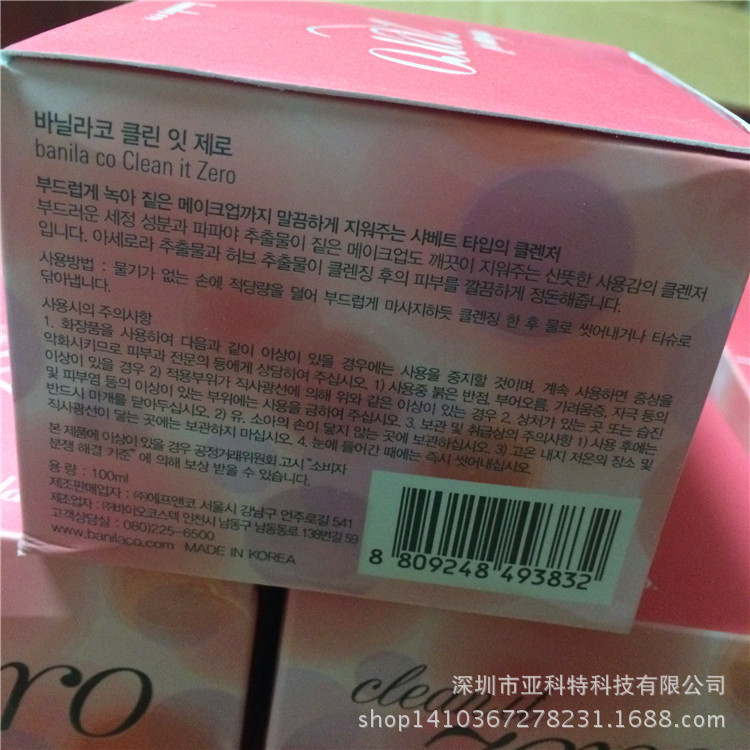 zero
바닐라코 클린 잇 제로
banila co Clean it Zero
부드럽게 녹아 짙은 메이크업까지 말끔하게 지워주는 샤베트 타입의 클렌저
부드러운 세정 성분과 파파야 추출물이 짙은 메이크업도 깨끗이 지워주는 산뜻한 사용감의 클렌저
입니다. 아세로라 추출물과 허브 추출물이 클렌징 후의 피부를 깔끔하게 정돈해줍니다.
사용방법 : 물기가 없는 손에 적당량을 덜어 부드럽게 마사지하듯 클렌징 한 후 물로 씻어내거나 티슈로
닦아냅니다.
사용시의 주의사항
1. 화장품을 사용하여 다음과 같이 이상이 있을 경우에는 사용을 중지할 것이며, 계속 사용하면 증상을
악화시키므로 피부과 전문의 등에게 상담하여 주십시오. 1) 사용중 붉은 반점, 부어오름, 가려움증, 자극 등의
이상이 있을 경우 2) 적용부위가 직사광선에 의해 위와 같은 이상이 있는 경우 2. 상처가 있는 곳 또는 습진
및 피부염 등의 이상이 있는 부위에는 사용을 금하여 주십시오. 3. 보관 및 취급상의 주의사항 1) 사용 후에는
반드시 마개를 닫아두십시오. 2) 유. 소아의 손이 닿지 않는 곳에 보관하십시오. 3) 고온 내지 저온의 장소 및
직사광선이 닿는 곳에는 보관하지 마십시오. 4. 눈에 들어간 때에는 즉시 씻어내십시오.
본 제품에 이상이 있을 경우 공정거래위원회 고시 "소비자
분쟁 해결 기준" 에 의해 보상 받을 수 있습니다.
용 량 : 100ml
제조판매업자 : ㈜에프앤코 서울시 강남구 언주로길 541
제조업자 : ㈜바이오코스텍 인천시 남동구 남동동로 138번길 59
고객상담실 : 080)225-6500
www.banilaco.com MADE IN KOREA
8 809248 493832
ro
clean it
深圳市亚科特科技有限公司
shop1410367278231.1688.com